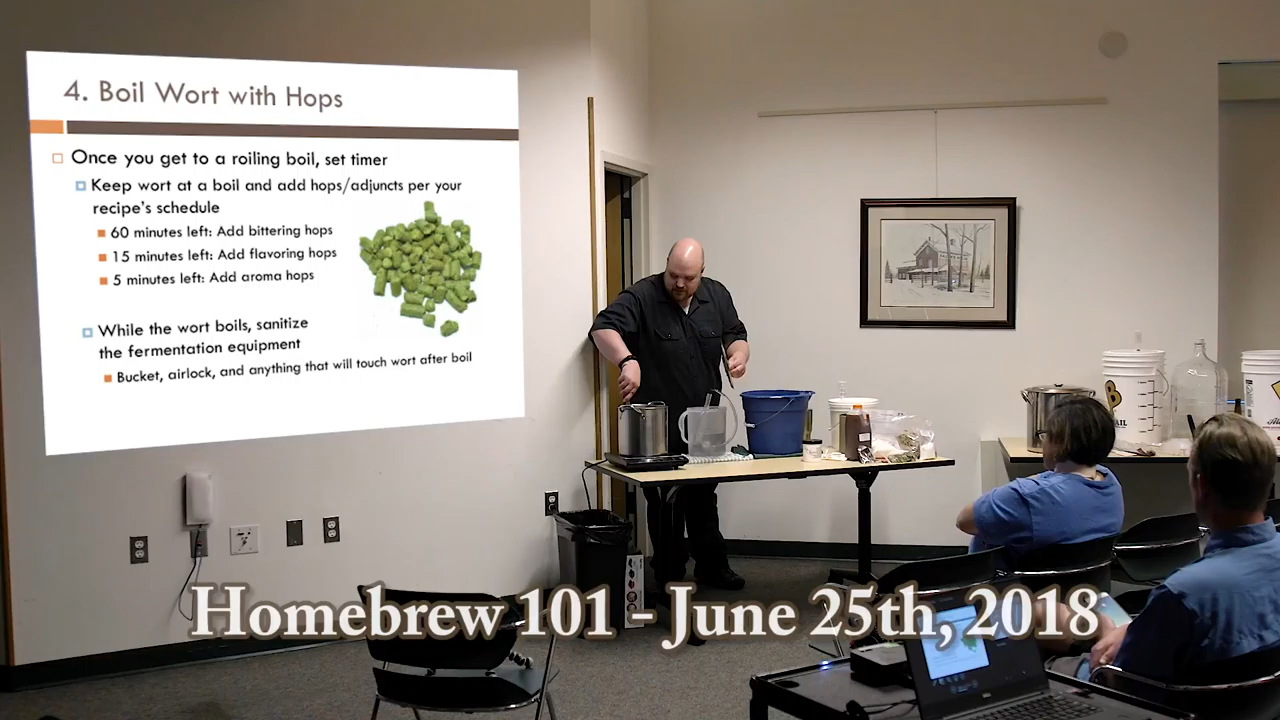 4. Boil Wort with Hops
Once you get to a roiling boil, set timer
Keep wort at a boil and add hops/adjuncts per your
recipe's schedule
60 minutes left: Add bittering hops
15 minutes left: Add flavoring hops
5 minutes left: Add aroma hops
While the wort boils, sanitize
the fermentation equipment
Bucket, airlock, and anything that will touch wort after boil
Homebrew 101 - June 25th, 2018